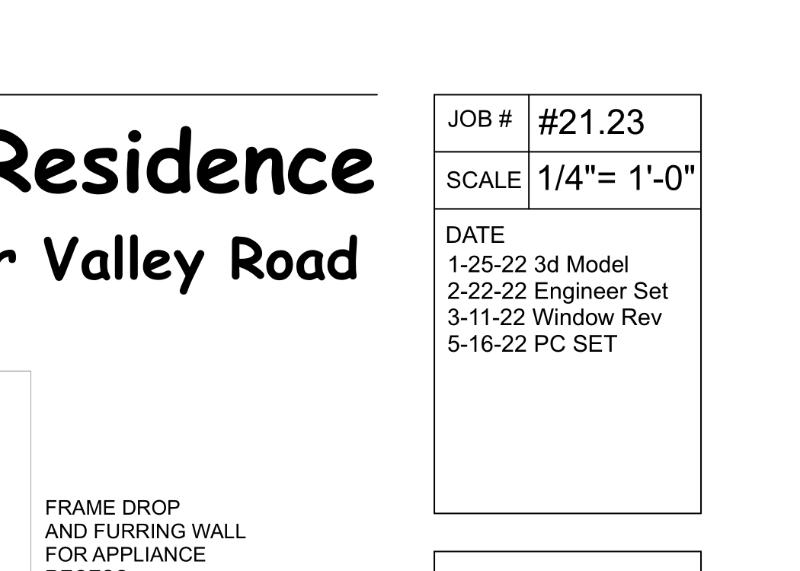 Residence
Valley Road
JOB # #21.23
SCALE 1/4"= 1'-0"
DATE
1-25-22 3d Model
2-22-22 Engineer Set
3-11-22 Window Rev
5-16-22 PC SET
FRAME DROP
AND FURRING WALL
FOR APPLIANCE